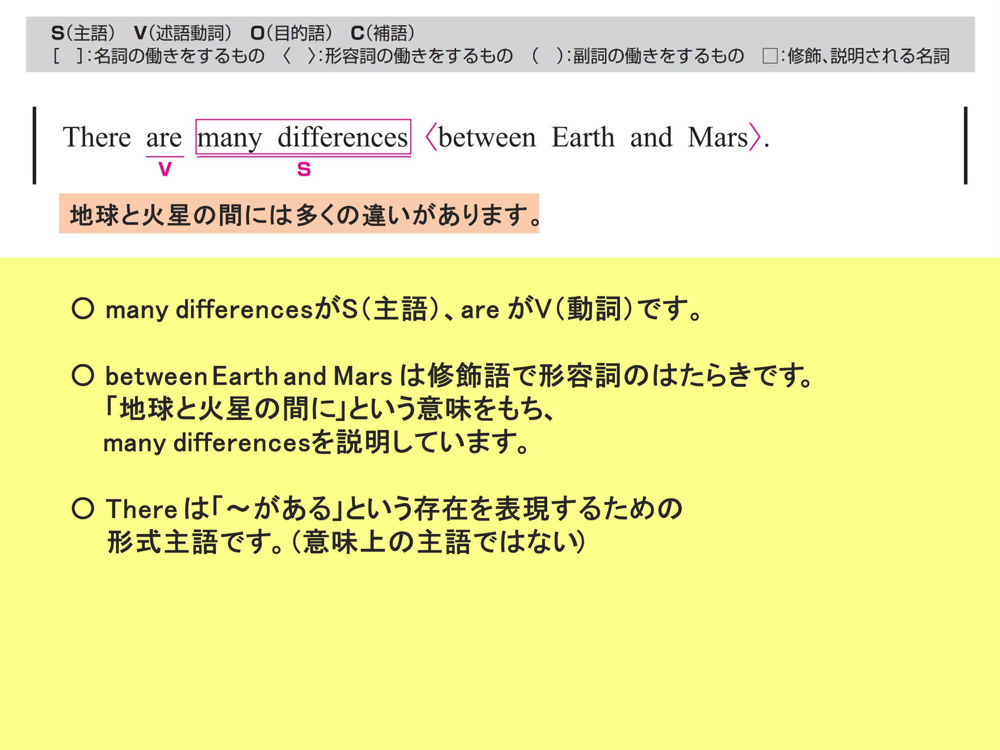 S（主語）　V（述語動詞）　O（目的語）　C（補語）
［　］：名詞の働きをするもの　〈　〉：形容詞の働きをするもの　（　）：副詞の働きをするもの　□：修飾、説明される名詞
There are many differences 〈between Earth and Mars〉.
V S
地球と火星の間には多くの違いがあります。
○ many differencesがS（主語）、are がV（動詞）です。
○ between Earth and Mars は修飾語で形容詞のはたらきです。
「地球と火星の間に」という意味をもち、
many differencesを説明しています。
○ There は「～がある」という存在を表現するための
形式主語です。（意味上の主語ではない）